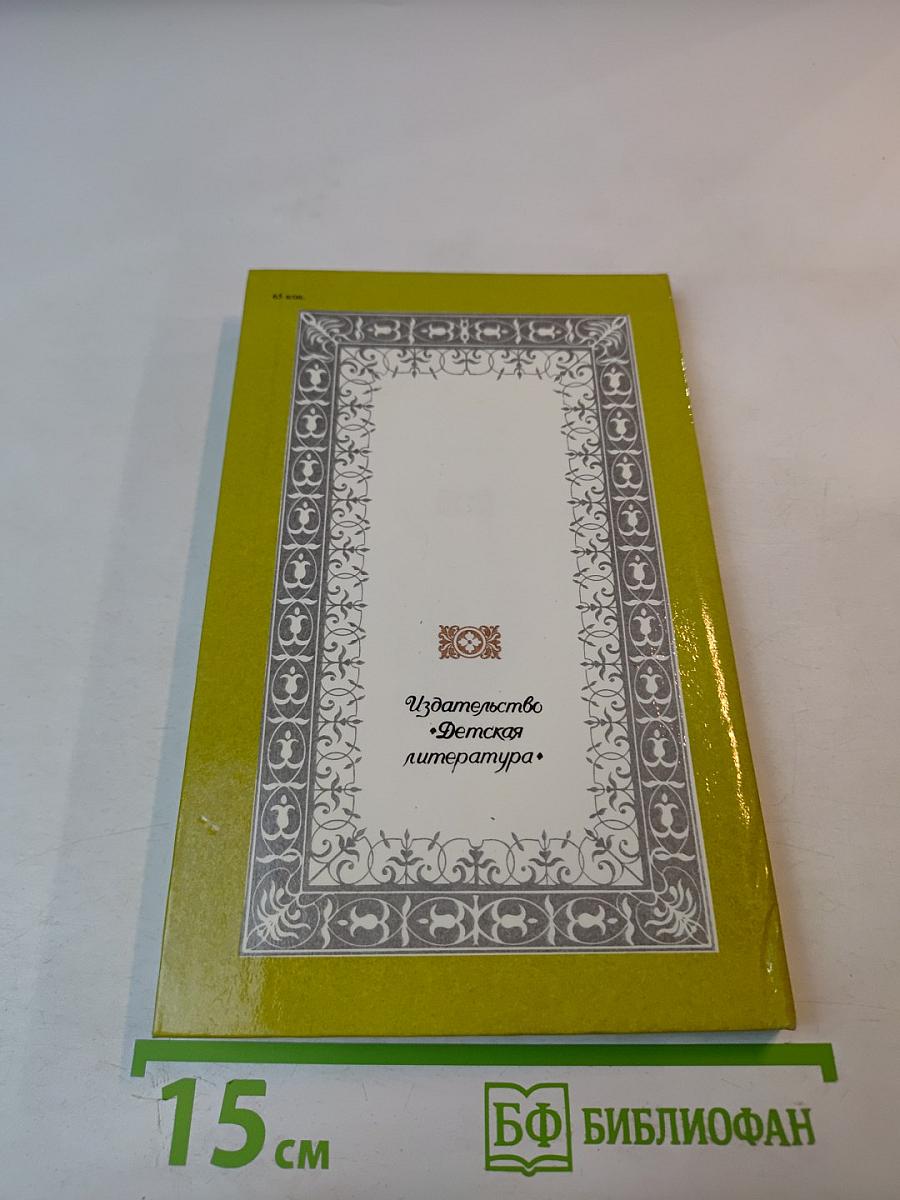 65 коп.
Издательство
•Детская
литература•
15 см
БФ БИБЛИОФАН